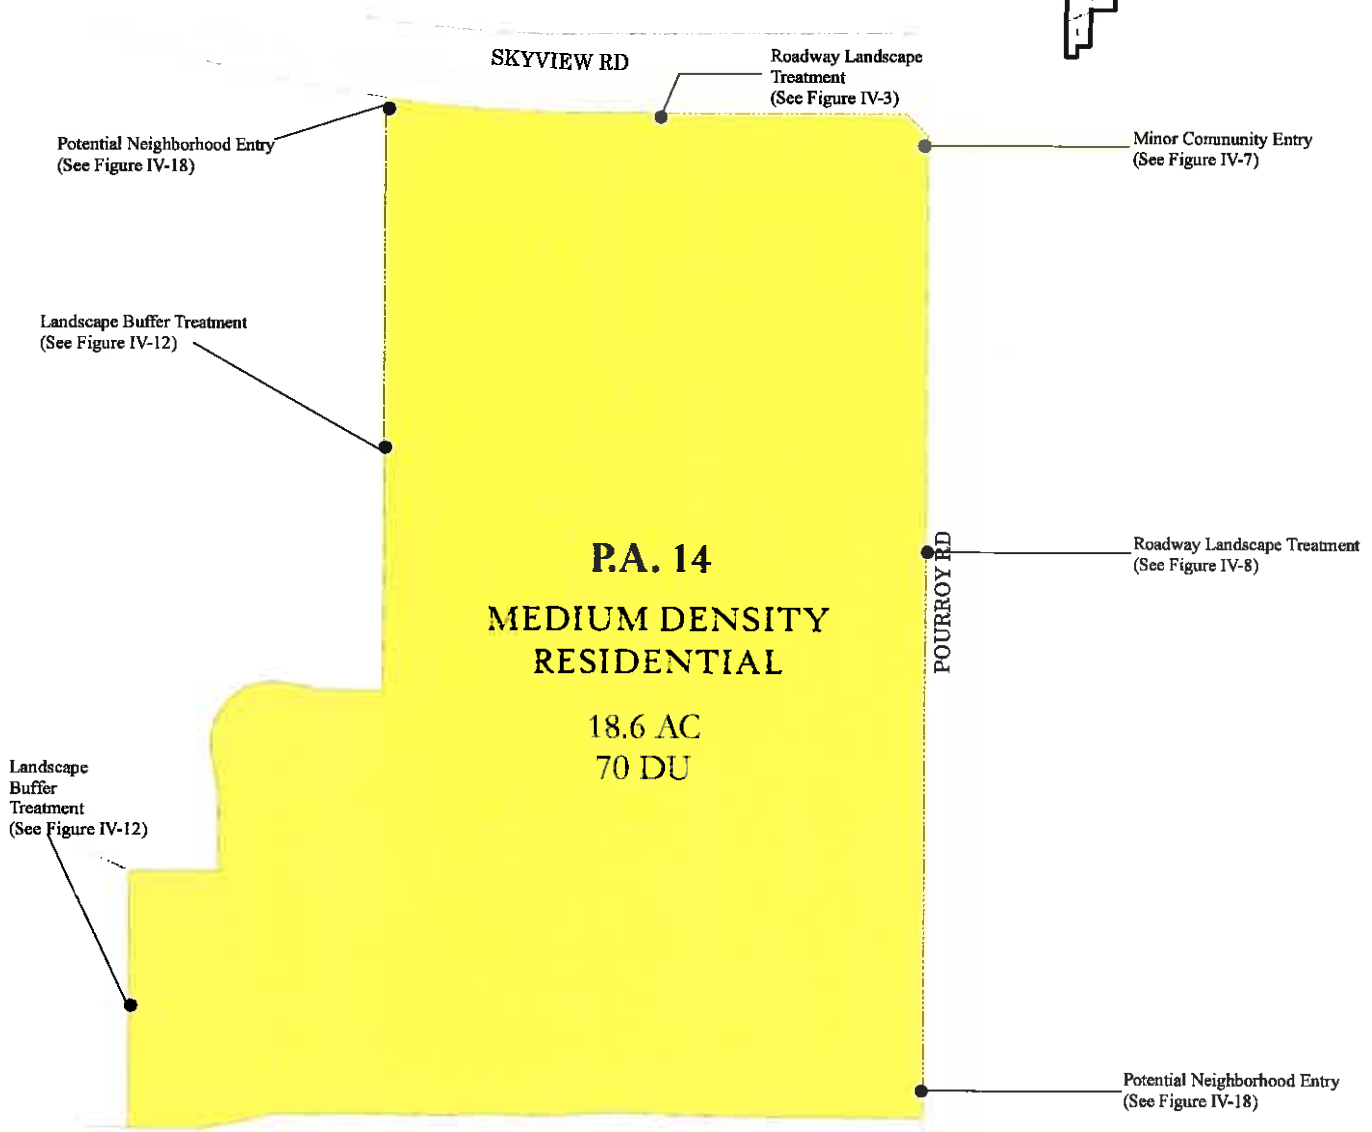 SKYVIEW RD
Roadway Landscape
Treatment
(See Figure IV-3)
Potential Neighborhood Entry
(See Figure IV-18)
Minor Community Entry
(See Figure IV-7)
Landscape Buffer Treatment
(See Figure IV-12)
P.A. 14
MEDIUM DENSITY
RESIDENTIAL
18.6 AC
70 DU
POURROY RD
Roadway Landscape Treatment
(See Figure IV-8)
Landscape
Buffer
Treatment
(See Figure IV-12)
Potential Neighborhood Entry
(See Figure IV-18)